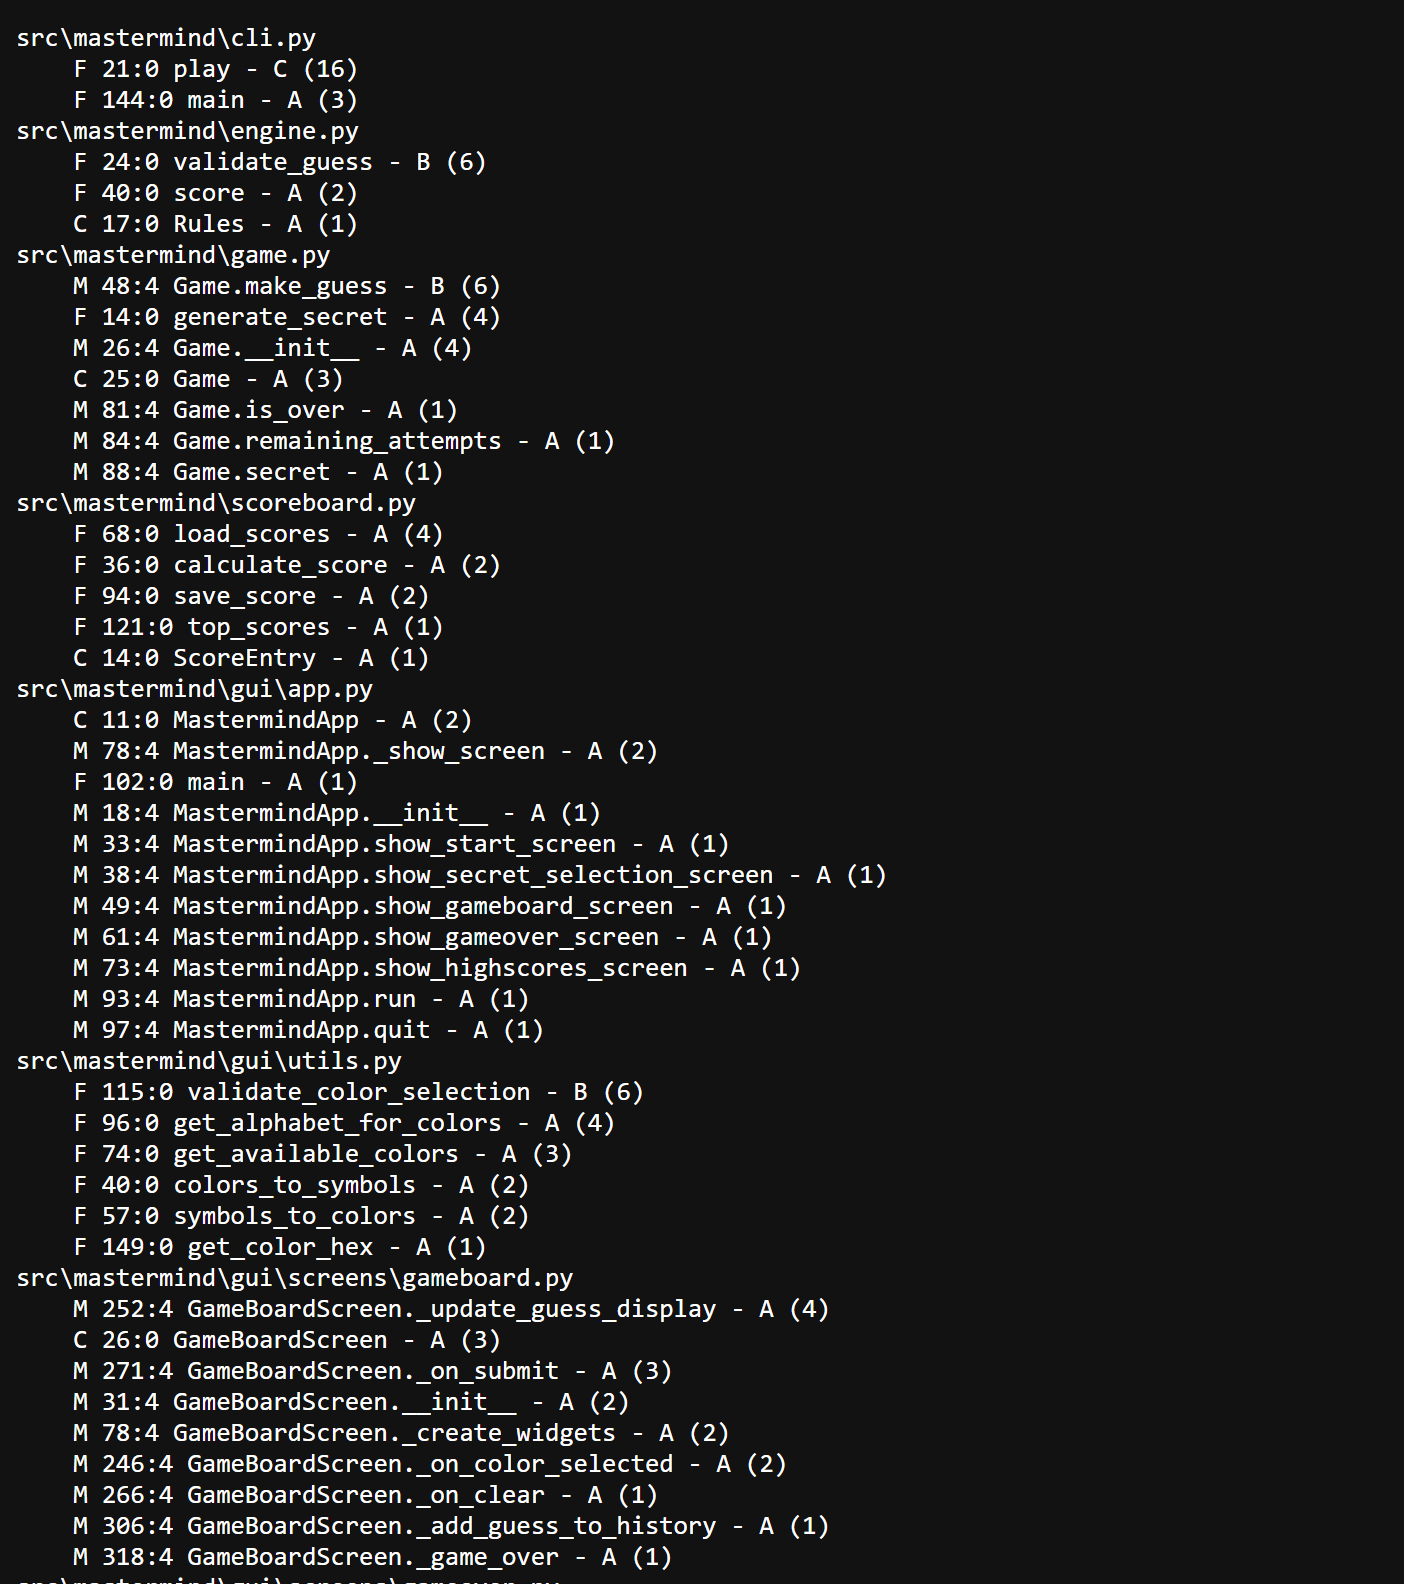 src\mastermind\cli.py
    F 21:0 play - C (16)
    F 144:0 main - A (3)
src\mastermind\engine.py
    F 24:0 validate_guess - B (6)
    F 40:0 score - A (2)
    C 17:0 Rules - A (1)
src\mastermind\game.py
    M 48:4 Game.make_guess - B (6)
    F 14:0 generate_secret - A (4)
    M 26:4 Game.__init__ - A (4)
    C 25:0 Game - A (3)
    M 81:4 Game.is_over - A (1)
    M 84:4 Game.remaining_attempts - A (1)
    M 88:4 Game.secret - A (1)
src\mastermind\scoreboard.py
    F 68:0 load_scores - A (4)
    F 36:0 calculate_score - A (2)
    F 94:0 save_score - A (2)
    F 121:0 top_scores - A (1)
    C 14:0 ScoreEntry - A (1)
src\mastermind\gui\app.py
    C 11:0 MastermindApp - A (2)
    M 78:4 MastermindApp._show_screen - A (2)
    F 102:0 main - A (1)
    M 18:4 MastermindApp.__init__ - A (1)
    M 33:4 MastermindApp.show_start_screen - A (1)
    M 38:4 MastermindApp.show_secret_selection_screen - A (1)
    M 49:4 MastermindApp.show_gameboard_screen - A (1)
    M 61:4 MastermindApp.show_gameover_screen - A (1)
    M 73:4 MastermindApp.show_highscores_screen - A (1)
    M 93:4 MastermindApp.run - A (1)
    M 97:4 MastermindApp.quit - A (1)
src\mastermind\gui\utils.py
    F 115:0 validate_color_selection - B (6)
    F 96:0 get_alphabet_for_colors - A (4)
    F 74:0 get_available_colors - A (3)
    F 40:0 colors_to_symbols - A (2)
    F 57:0 symbols_to_colors - A (2)
    F 149:0 get_color_hex - A (1)
src\mastermind\gui\screens\gameboard.py
    M 252:4 GameBoardScreen._update_guess_display - A (4)
    C 26:0 GameBoardScreen - A (3)
    M 271:4 GameBoardScreen._on_submit - A (3)
    M 31:4 GameBoardScreen.__init__ - A (2)
    M 78:4 GameBoardScreen._create_widgets - A (2)
    M 246:4 GameBoardScreen._on_color_selected - A (2)
    M 266:4 GameBoardScreen._on_clear - A (1)
    M 306:4 GameBoardScreen._add_guess_to_history - A (1)
    M 318:4 GameBoardScreen._game_over - A (1)